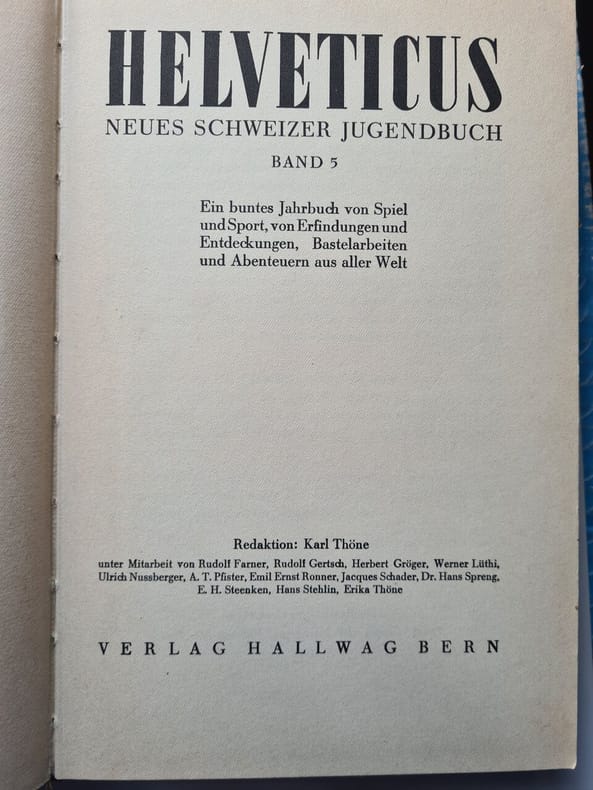 HELVETICUS
NEUES SCHWEIZER JUGENDBUCH
BAND 5
Ein buntes Jahrbuch von Spiel
und Sport, von Erfindungen und
Entdeckungen, Bastelarbeiten
und Abenteuern aus aller Welt
Redaktion: Karl Thöne
unter Mitarbeit von Rudolf Farner, Rudolf Gertsch, Herbert Gröger, Werner Lüthi,
Ulrich Nussberger, A. T. Pfister, Emil Ernst Ronner, Jacques Schader, Dr. Hans Spreng,
E. H. Steenken, Hans Stehlin, Erika Thöne
VERLAG HALLWAG BERN